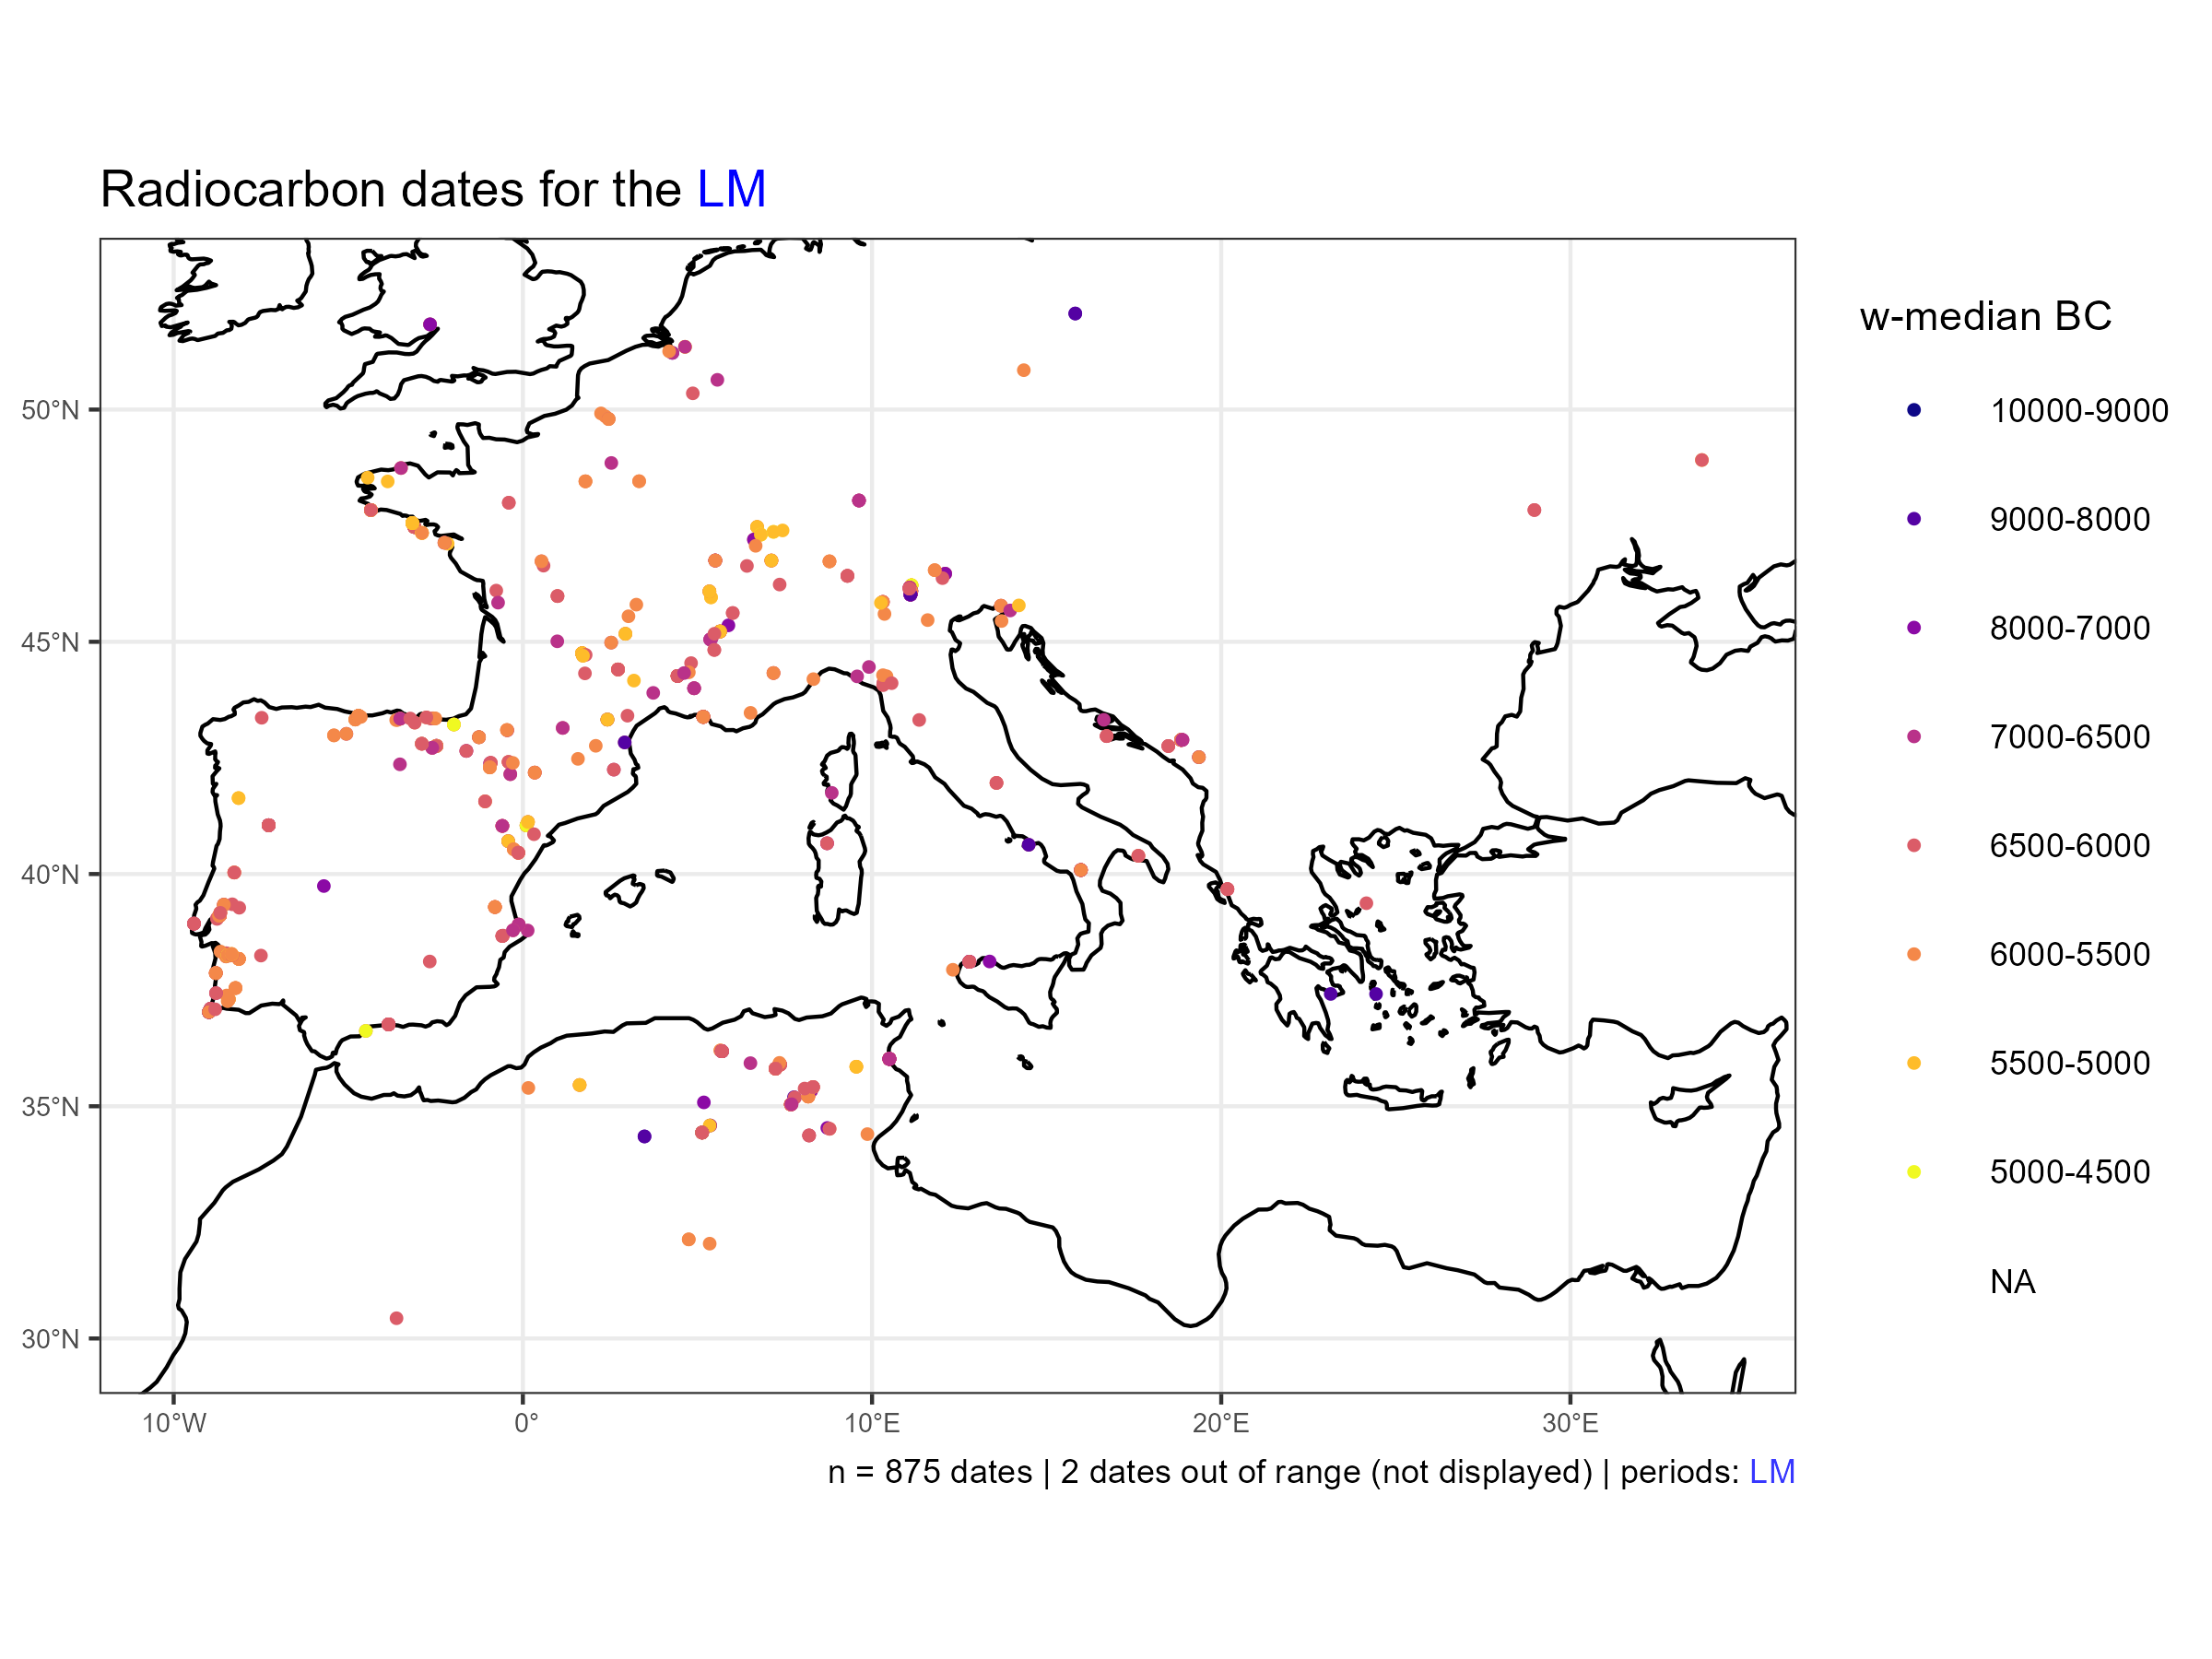 Radiocarbon dates for the LM
w-median BC
10000-9000
9000-8000
8000-7000
7000-6500
6500-6000
6000-5500
5500-5000
5000-4500
NA
50°N
45°N
40°N
35°N
30°N
10°W 0° 10°E 20°E 30°E
n = 875 dates | 2 dates out of range (not displayed) | periods: LM